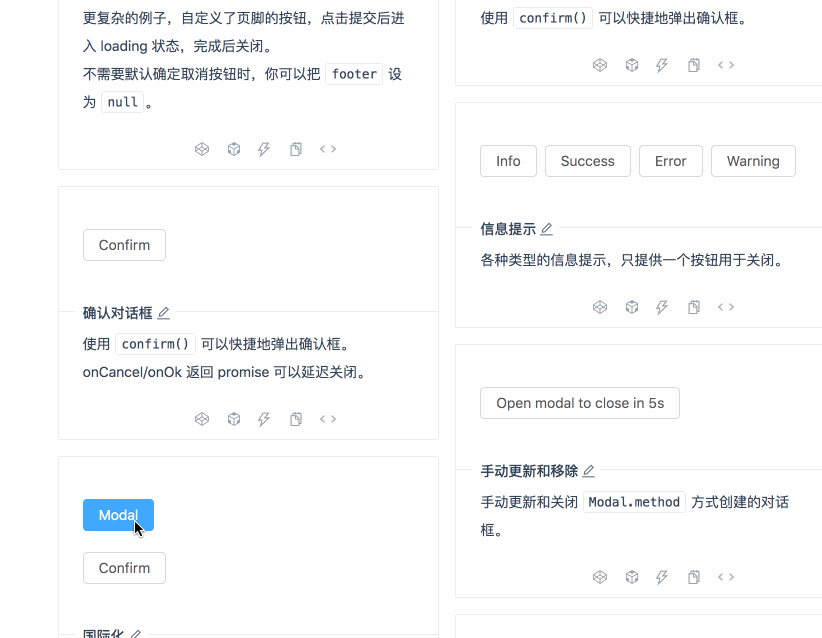 更复杂的例子，自定义了页脚的按钮，点击提交后进
入 loading 状态，完成后关闭。
不需要默认确定取消按钮时，你可以把 footer 设
为 null 。
Confirm
确认对话框
使用 confirm() 可以快捷地弹出确认框。
onCancel/onOk 返回 promise 可以延迟关闭。
Modal
Confirm
国际化
使用 confirm() 可以快捷地弹出确认框。
Info Success Error Warning
信息提示
各种类型的信息提示，只提供一个按钮用于关闭。
Open modal to close in 5s
手动更新和移除
手动更新和关闭 Modal.method 方式创建的对话
框。